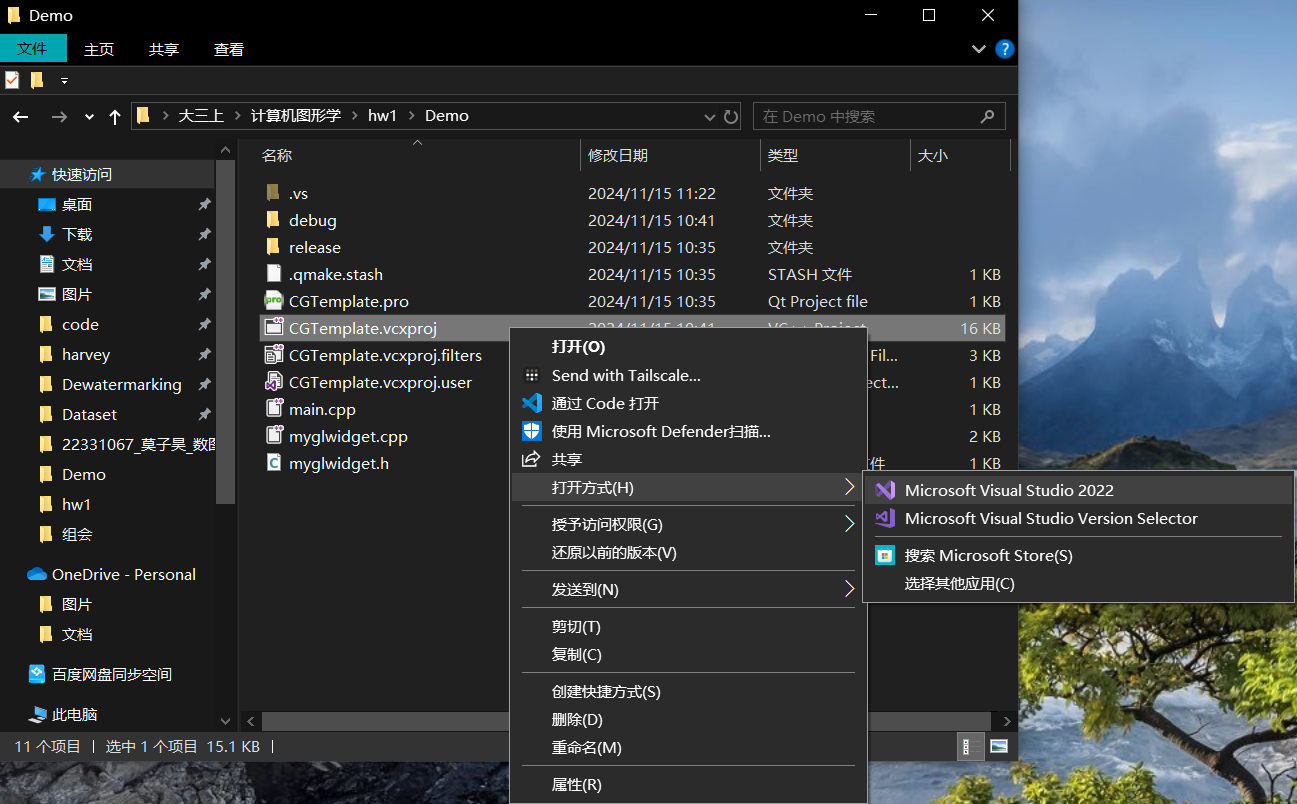 Demo
文件 主页 共享 查看
大三上 计算机图形学 hw1 Demo
在 Demo 中搜索
名称 修改日期 类型 大小
快速访问
桌面
下载
文档
图片
code
harvey
Dewatermarking
Dataset
22331067_莫子昊_数
Demo
hw1
组会
OneDrive - Personal
图片
文档
百度网盘同步空间
此电脑
.vs 2024/11/15 11:22 文件夹
debug 2024/11/15 10:41 文件夹
release 2024/11/15 10:35 文件夹
.qmake.stash 2024/11/15 10:35 STASH 文件 1 KB
CGTemplate.pro 2024/11/15 10:35 Qt Project file 1 KB
CGTemplate.vcxproj 2024/11/15 10:41 VC++ Project 16 KB
CGTemplate.vcxproj.filters Fil... 3 KB
CGTemplate.vcxproj.user ect... 1 KB
main.cpp 1 KB
myglwidget.cpp 2 KB
myglwidget.h 件 1 KB
打开(O)
Send with Tailscale...
通过 Code 打开
使用 Microsoft Defender扫描...
共享
打开方式(H)
授予访问权限(G)
还原以前的版本(V)
发送到(N)
剪切(T)
复制(C)
创建快捷方式(S)
删除(D)
重命名(M)
属性(R)
Microsoft Visual Studio 2022
Microsoft Visual Studio Version Selector
搜索 Microsoft Store(S)
选择其他应用(C)
11 个项目 选中 1 个项目 15.1 KB